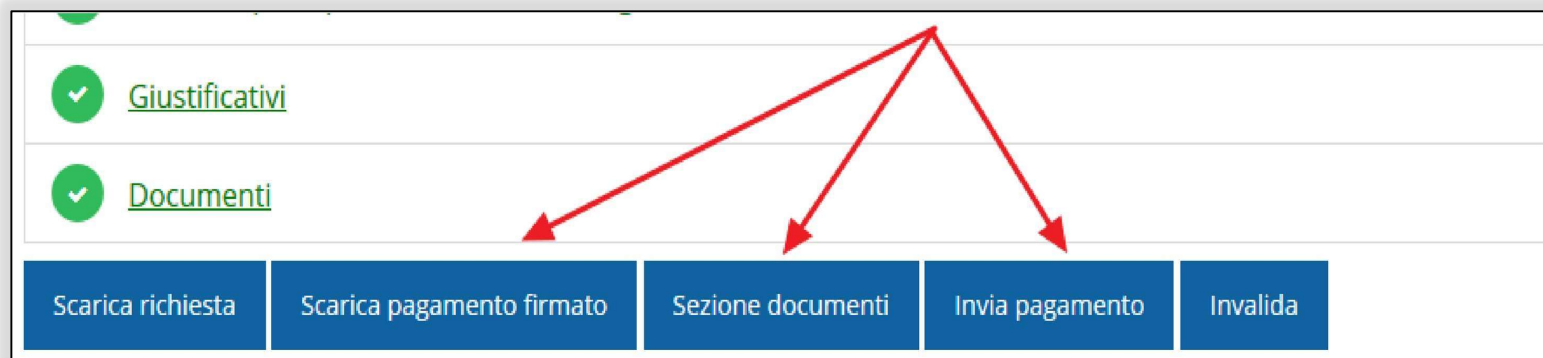 Giustificativi
Documenti
Scarica richiesta Scarica pagamento firmato Sezione documenti Invia pagamento Invalida